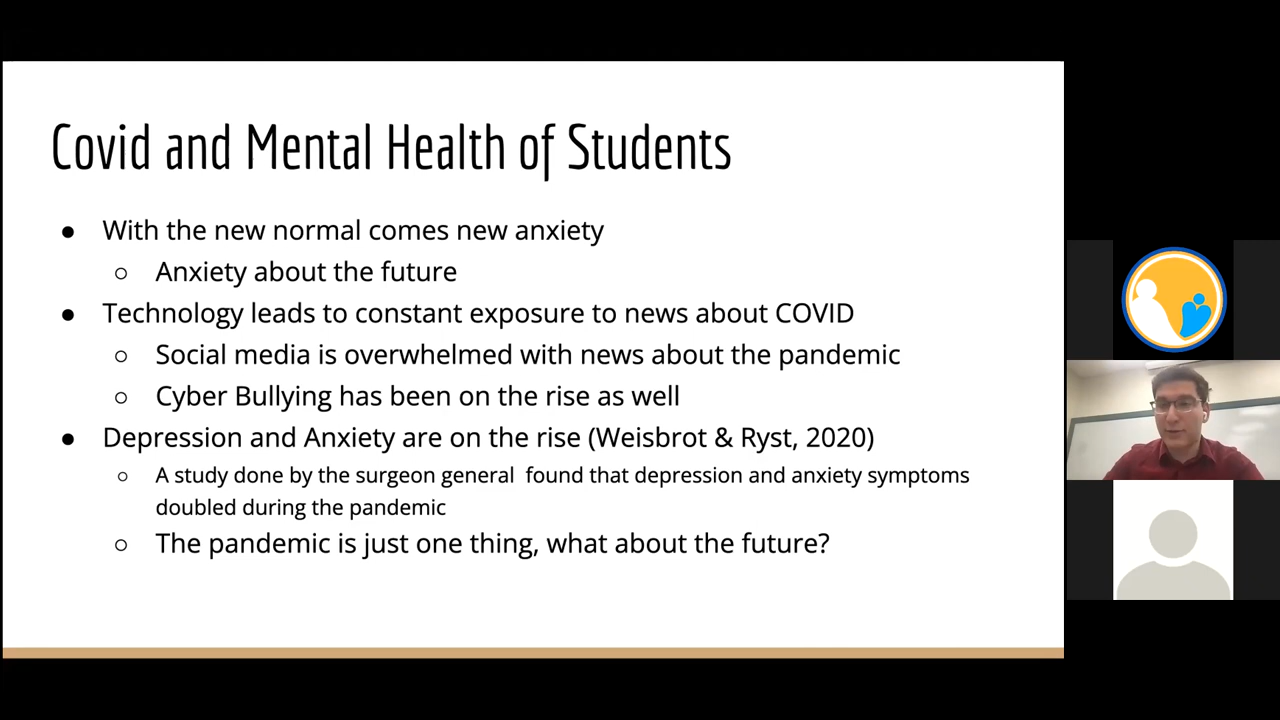 Covid and Mental Health of Students
● With the new normal comes new anxiety
○ Anxiety about the future
● Technology leads to constant exposure to news about COVID
○ Social media is overwhelmed with news about the pandemic
○ Cyber Bullying has been on the rise as well
● Depression and Anxiety are on the rise (Weisbrot & Ryst, 2020)
○ A study done by the surgeon general  found that depression and anxiety symptoms
doubled during the pandemic
○ The pandemic is just one thing, what about the future?